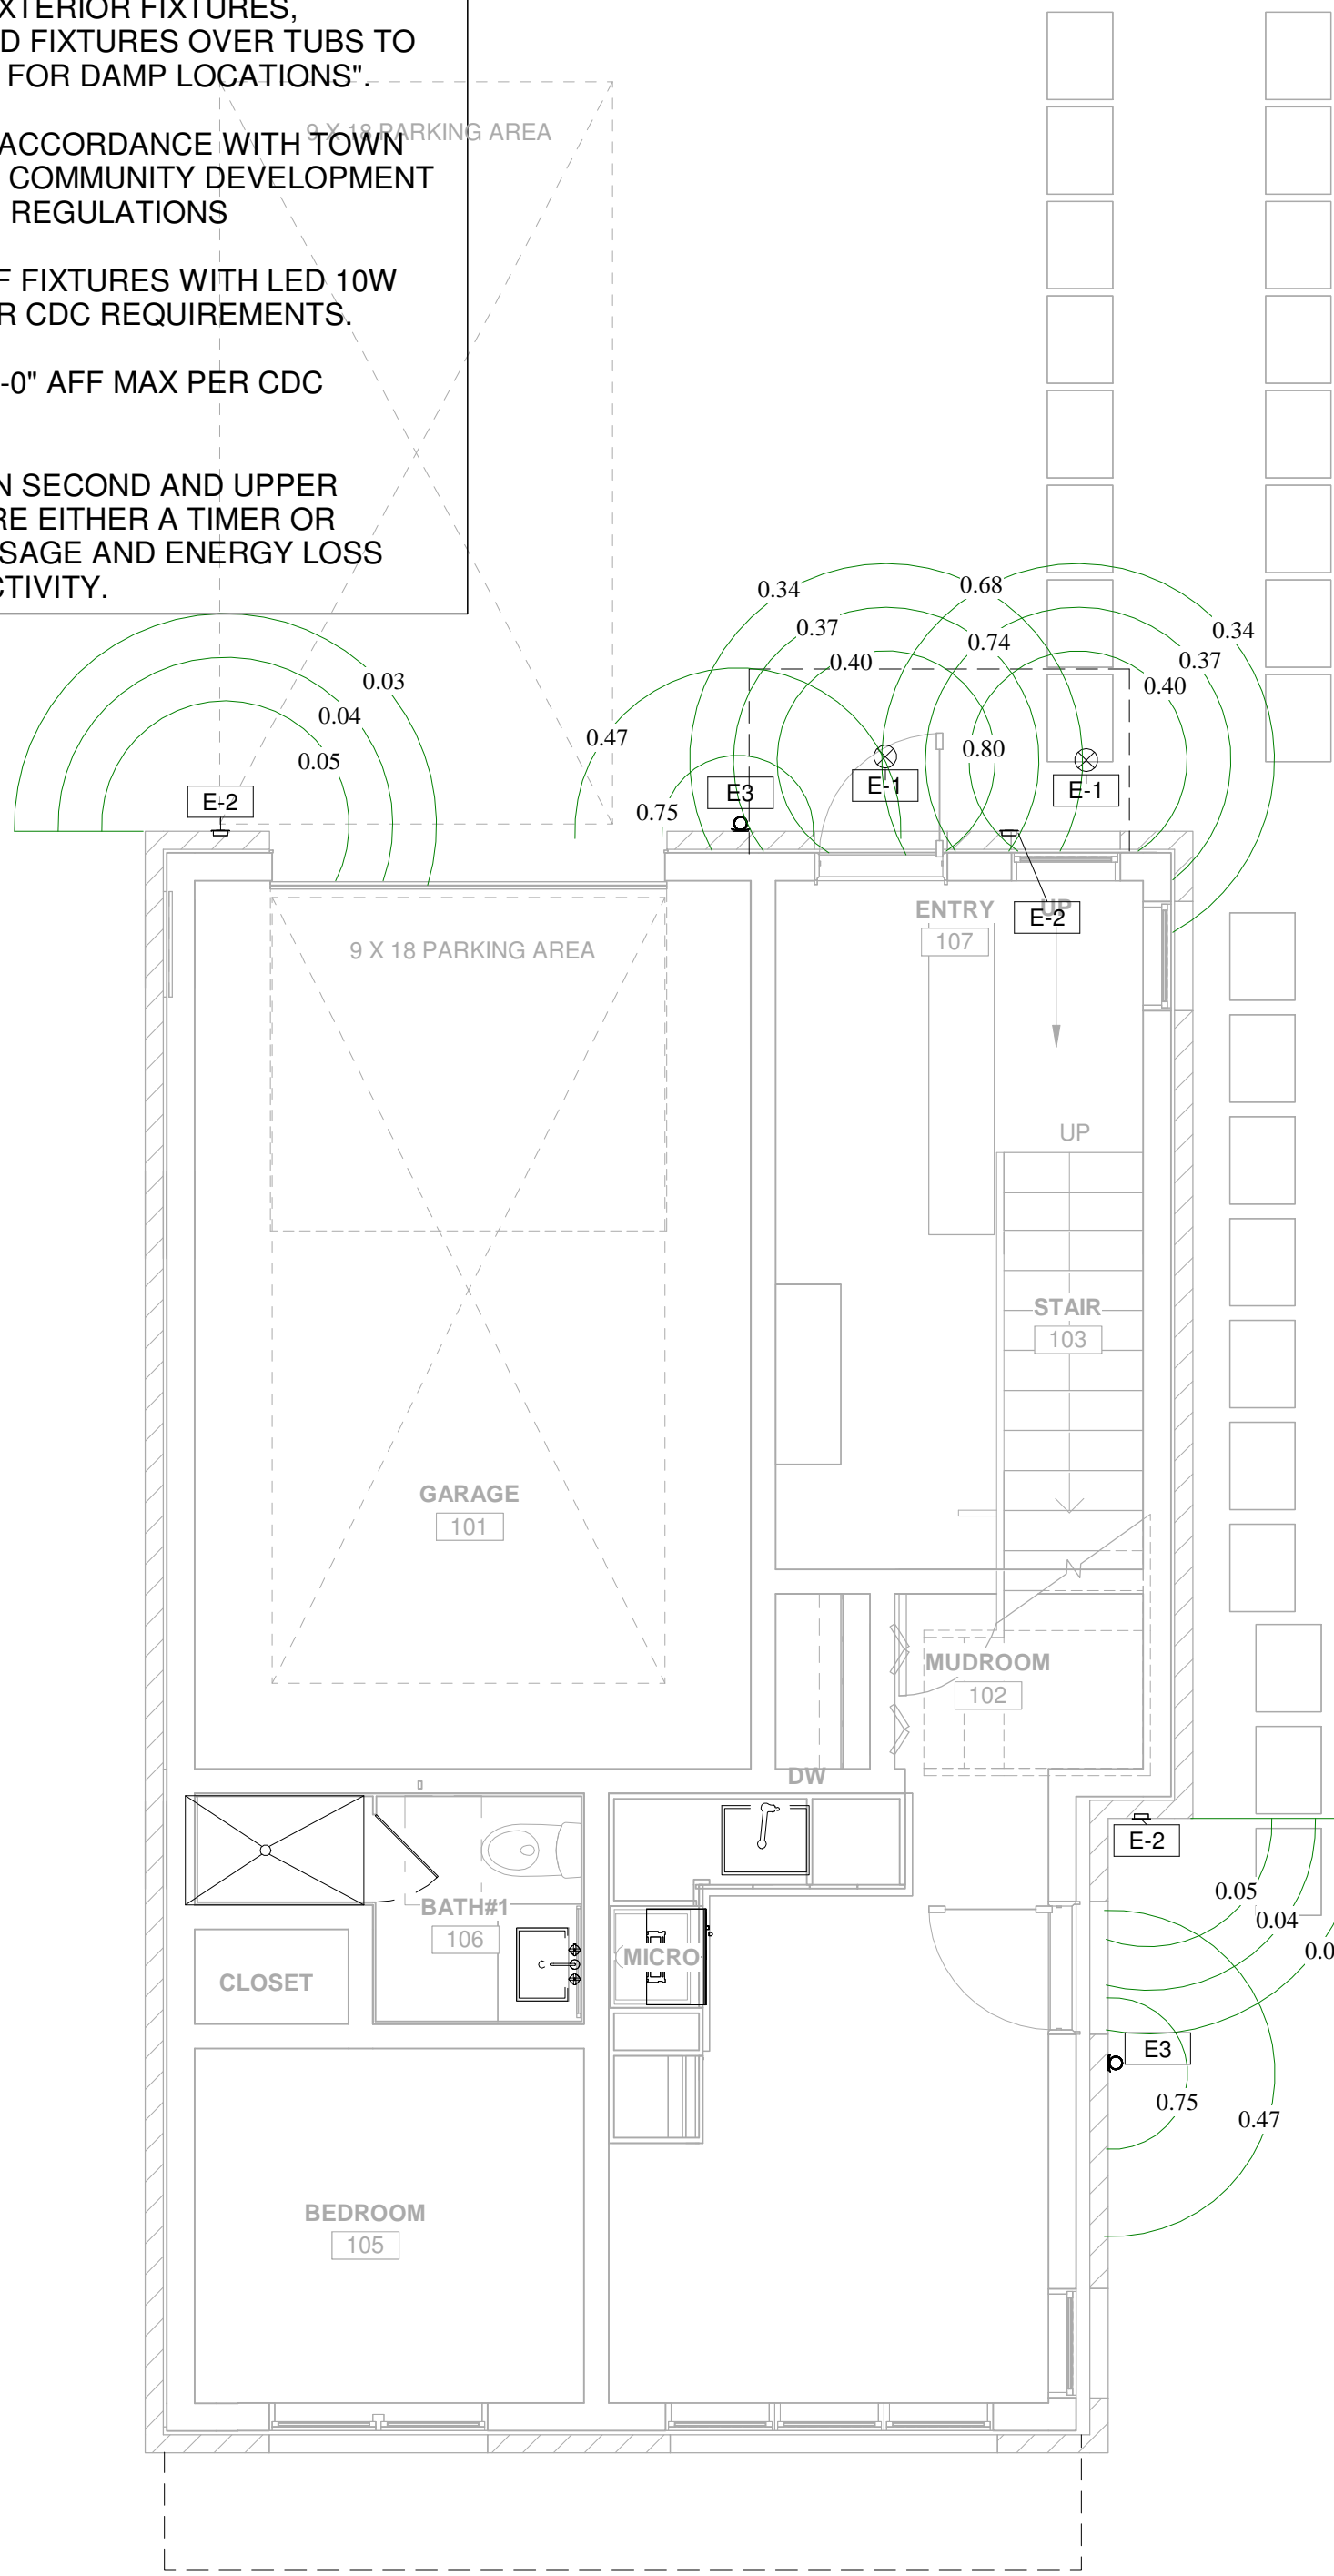 XTERIOR FIXTURES,
D FIXTURES OVER TUBS TO
FOR DAMP LOCATIONS".
ACCORDANCE WITH TOWN
COMMUNITY DEVELOPMENT
REGULATIONS
F FIXTURES WITH LED 10W
R CDC REQUIREMENTS.
-0" AFF MAX PER CDC
N SECOND AND UPPER
RE EITHER A TIMER OR
SAGE AND ENERGY LOSS
CTIVITY.
9 X 18 PARKING AREA
0.34
0.68
0.37
0.74
0.34
0.40
0.37
0.40
0.03
0.04
0.05
0.47
0.80
0.75
E-2
E3
E-1
E-1
ENTRY
107
UP
E-2
9 X 18 PARKING AREA
UP
STAIR
103
GARAGE
101
MUDROOM
102
DW
E-2
BATH#1
106
0.05
0.04
0.0
MICRO
CLOSET
E3
0.75
0.47
BEDROOM
105